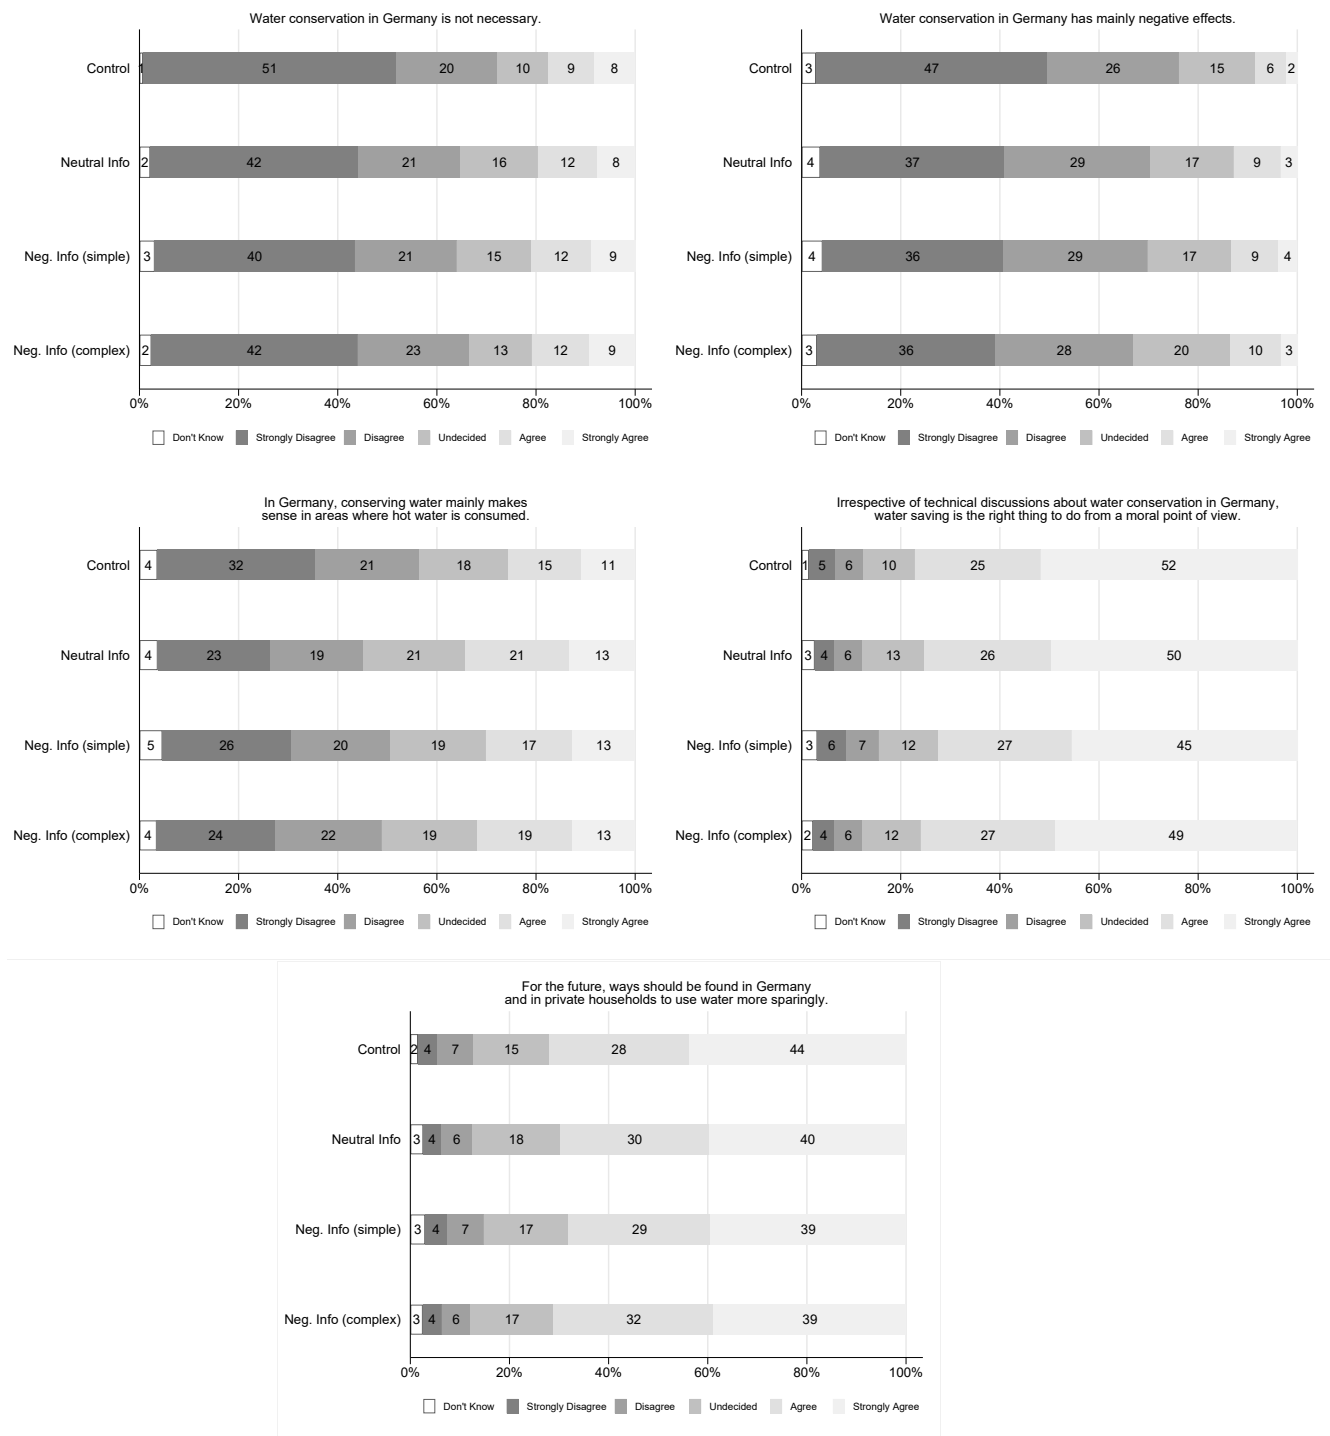 Water conservation in Germany is not necessary.
Control 1 51 20 10 9 8
Neutral Info 2 42 21 16 12 8
Neg. Info (simple) 3 40 21 15 12 9
Neg. Info (complex) 2 42 23 13 12 9
0% 20% 40% 60% 80% 100%
Don't Know Strongly Disagree Disagree Undecided Agree Strongly Agree
Water conservation in Germany has mainly negative effects.
Control 3 47 26 15 6 2
Neutral Info 4 37 29 17 9 3
Neg. Info (simple) 4 36 29 17 9 4
Neg. Info (complex) 3 36 28 20 10 3
0% 20% 40% 60% 80% 100%
Don't Know Strongly Disagree Disagree Undecided Agree Strongly Agree
In Germany, conserving water mainly makes
sense in areas where hot water is consumed.
Control 4 32 21 18 15 11
Neutral Info 4 23 19 21 21 13
Neg. Info (simple) 5 26 20 19 17 13
Neg. Info (complex) 4 24 22 19 19 13
0% 20% 40% 60% 80% 100%
Don't Know Strongly Disagree Disagree Undecided Agree Strongly Agree
Irrespective of technical discussions about water conservation in Germany,
water saving is the right thing to do from a moral point of view.
Control 1 5 6 10 25 52
Neutral Info 3 4 6 13 26 50
Neg. Info (simple) 3 6 7 12 27 45
Neg. Info (complex) 2 4 6 12 27 49
0% 20% 40% 60% 80% 100%
Don't Know Strongly Disagree Disagree Undecided Agree Strongly Agree
For the future, ways should be found in Germany
and in private households to use water more sparingly.
Control 2 4 7 15 28 44
Neutral Info 3 4 6 18 30 40
Neg. Info (simple) 3 4 7 17 29 39
Neg. Info (complex) 3 4 6 17 32 39
0% 20% 40% 60% 80% 100%
Don't Know Strongly Disagree Disagree Undecided Agree Strongly Agree